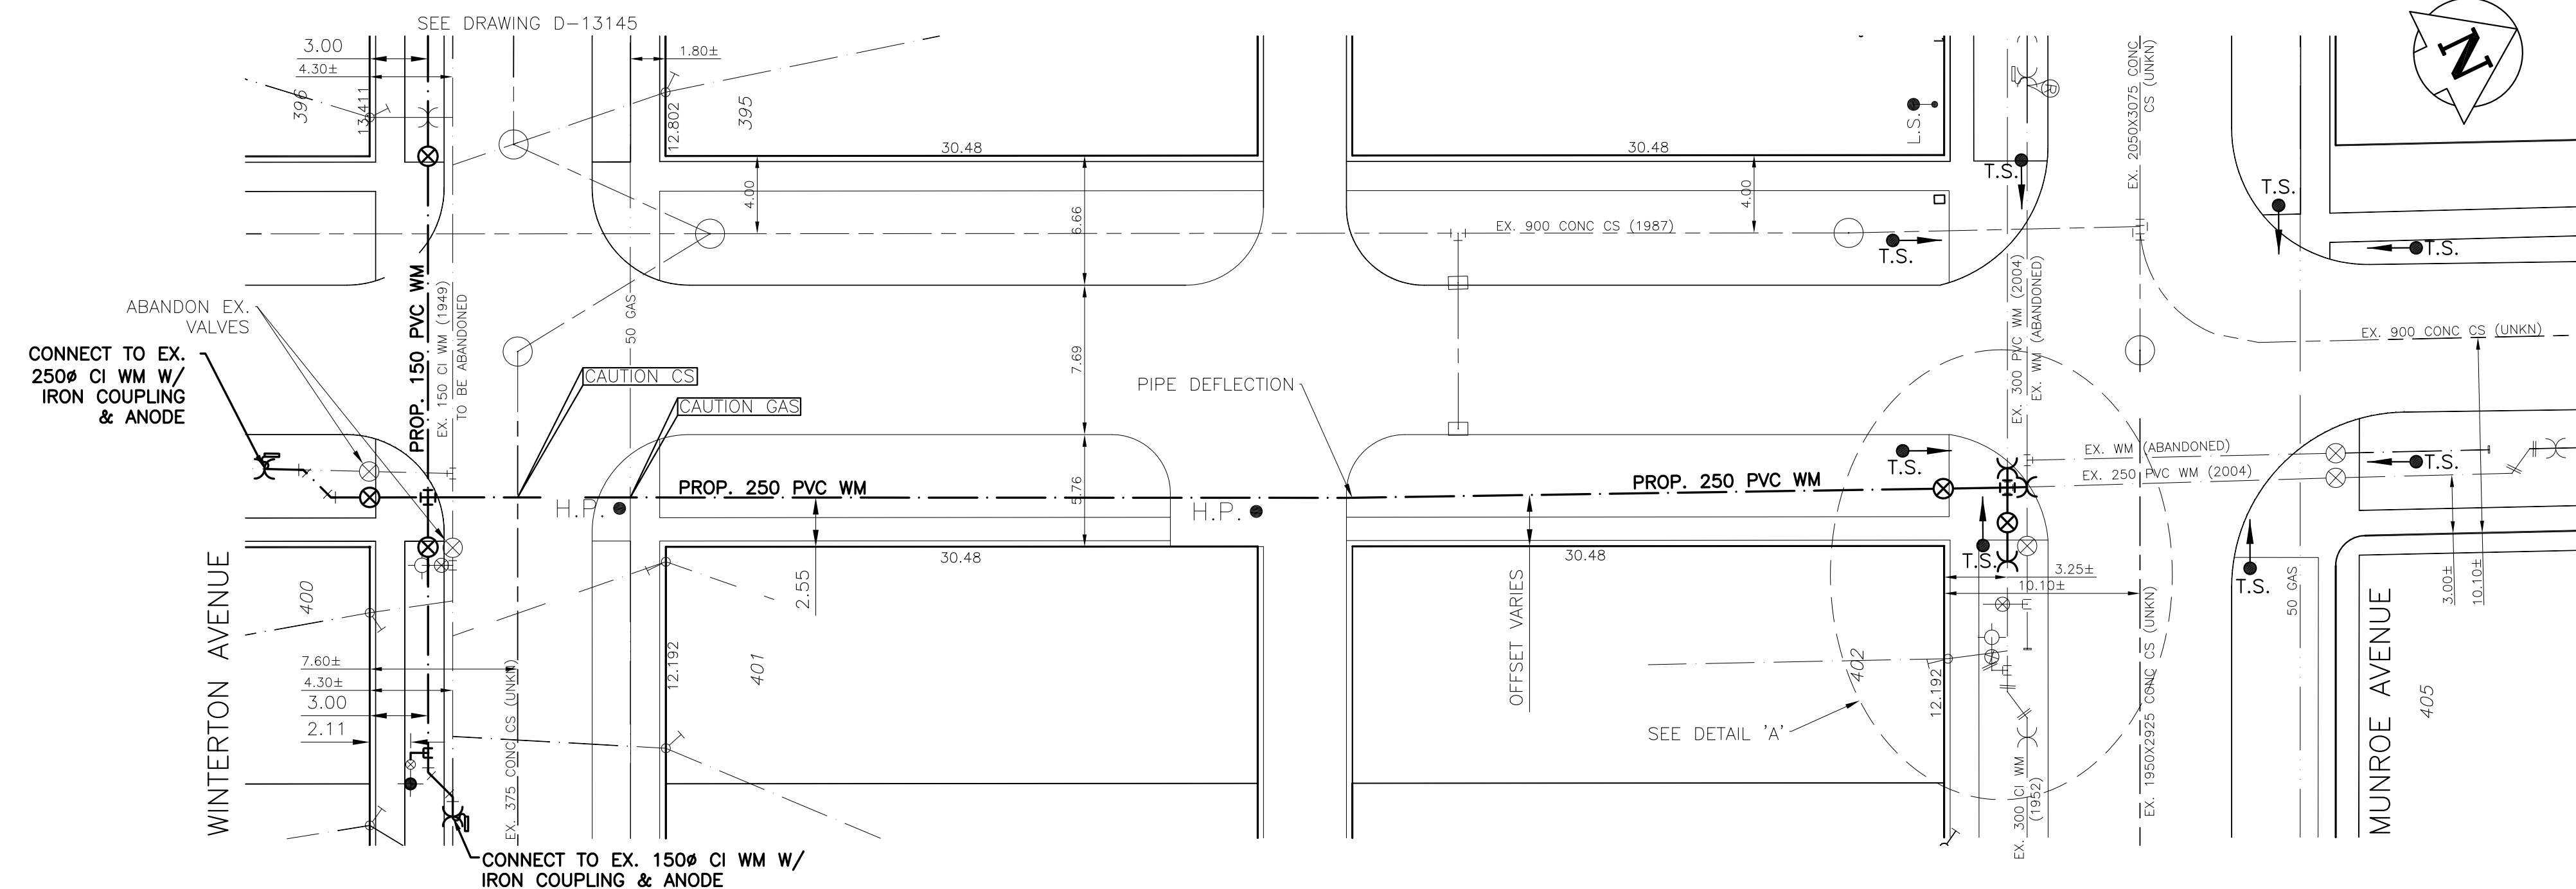 SEE DRAWING D-13145
3.00
4.30±
1.80±
N
396
13.411
12.802
395
30.48
30.48
L.S.
EX. 2050X3075 CONC
CS (UNKN)
R
T.S.
T.S.
4.00
6.66
4.00
EX. 900 CONC CS (1987)
T.S.
T.S.
ABANDON EX.
VALVES
PROP. 150 PVC WM
EX. 150 CI WM (1949)
TO BE ABANDONED
50 GAS
EX. 300 PVC WM (2004)
EX. WM (ABANDONED)
EX. 900 CONC CS (UNKN)
CONNECT TO EX.
250ø CI WM W/
IRON COUPLING
& ANODE
CAUTION CS
CAUTION GAS
7.69
PIPE DEFLECTION
EX. WM (ABANDONED)
EX. 250 PVC WM (2004)
T.S.
T.S.
PROP. 250 PVC WM
PROP. 250 PVC WM
H.P.
H.P.
5.76
30.48
30.48
T.S.
T.S.
3.25±
10.10±
WINTERTON AVENUE
400
2.55
OFFSET VARIES
50 GAS
3.00±
10.10±
7.60±
4.30±
3.00
2.11
EX. 375 CONC CS (UNKN)
12.192
401
402
12.192
SEE DETAIL 'A'
EX. 300 CI WM
(1952)
EX. 1950X2925 CONC CS (UNKN)
MUNROE AVENUE
405
CONNECT TO EX. 150ø CI WM W/
IRON COUPLING & ANODE